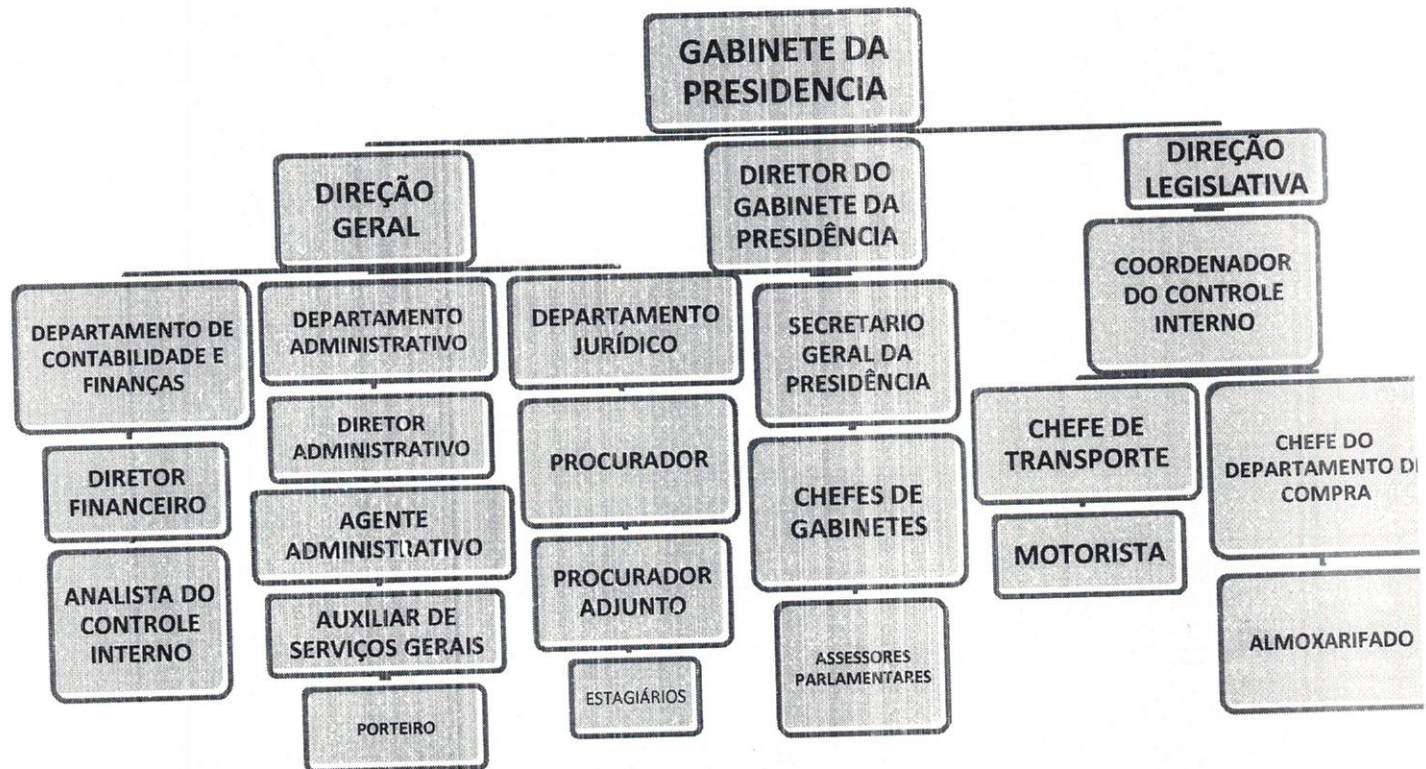 GABINETE DA
PRESIDENCIA
DIREÇÃO
GERAL
DIRETOR DO
GABINETE DA
PRESIDÊNCIA
DIREÇÃO
LEGISLATIVA
DEPARTAMENTO DE
CONTABILIDADE E
FINANÇAS
DIRETOR
FINANCEIRO
ANALISTA DO
CONTROLE
INTERNO
DEPARTAMENTO
ADMINISTRATIVO
DIRETOR
ADMINISTRATIVO
AGENTE
ADMINISTRATIVO
AUXILIAR DE
SERVIÇOS GERAIS
PORTEIRO
DEPARTAMENTO
JURÍDICO
PROCURADOR
PROCURADOR
ADJUNTO
ESTAGIÁRIOS
SECRETARIO
GERAL DA
PRESIDÊNCIA
CHEFES DE
GABINETES
ASSESSORES
PARLAMENTARES
COORDENADOR
DO CONTROLE
INTERNO
CHEFE DE
TRANSPORTE
MOTORISTA
CHEFE DO
DEPARTAMENTO D
COMPRA
ALMOXARIFADO